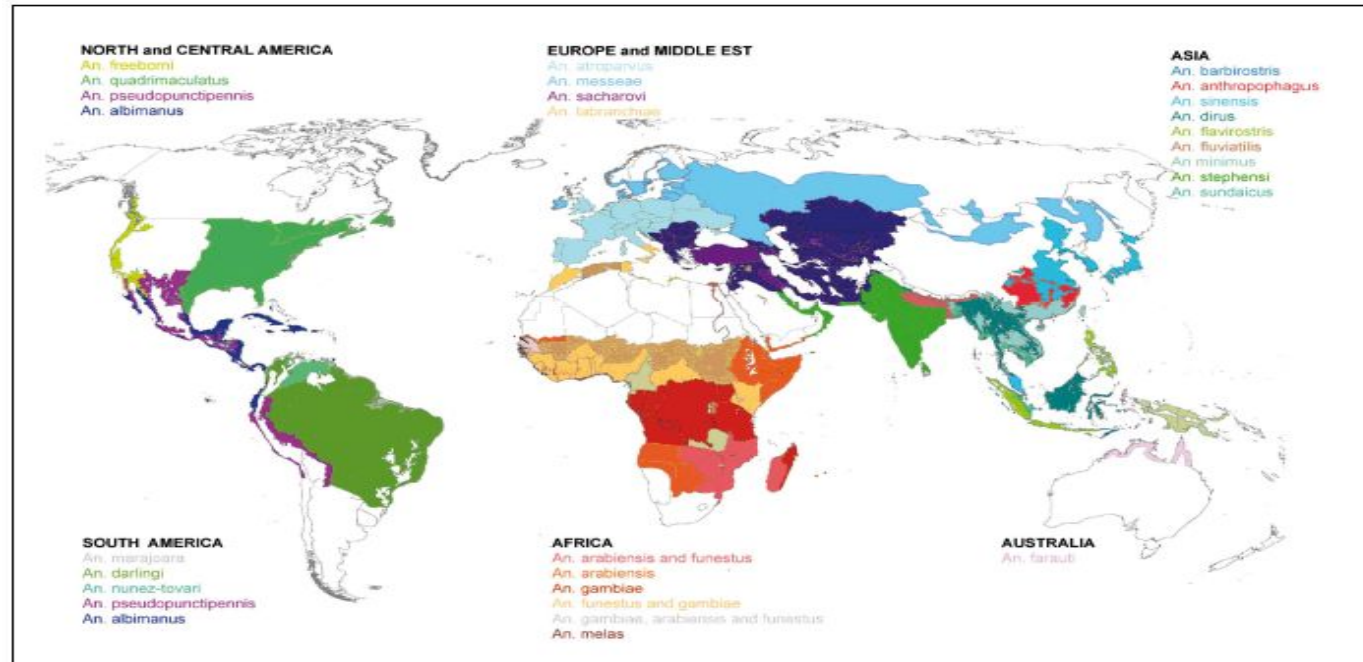 NORTH and CENTRAL AMERICA
An. freeborni
An. quadrimaculatus
An. pseudopunctipennis
An. albimanus
EUROPE and MIDDLE EST
An. atroparvus
An. messeae
An. sacharovi
An. labranchiae
ASIA
An. barbirostris
An. anthropophagus
An. sinensis
An. dirus
An. flavirostris
An. fluviatilis
An minimus
An. stephensi
An. sundaicus
SOUTH AMERICA
An. marajoara
An. darlingi
An. nunez-tovari
An. pseudopunctipennis
An. albimanus
AFRICA
An. arabiensis and funestus
An. arabiensis
An. gambiae
An. funestus and gambiae
An. gambiae, arabiensis and funestus
An. melas
AUSTRALIA
An. farauti